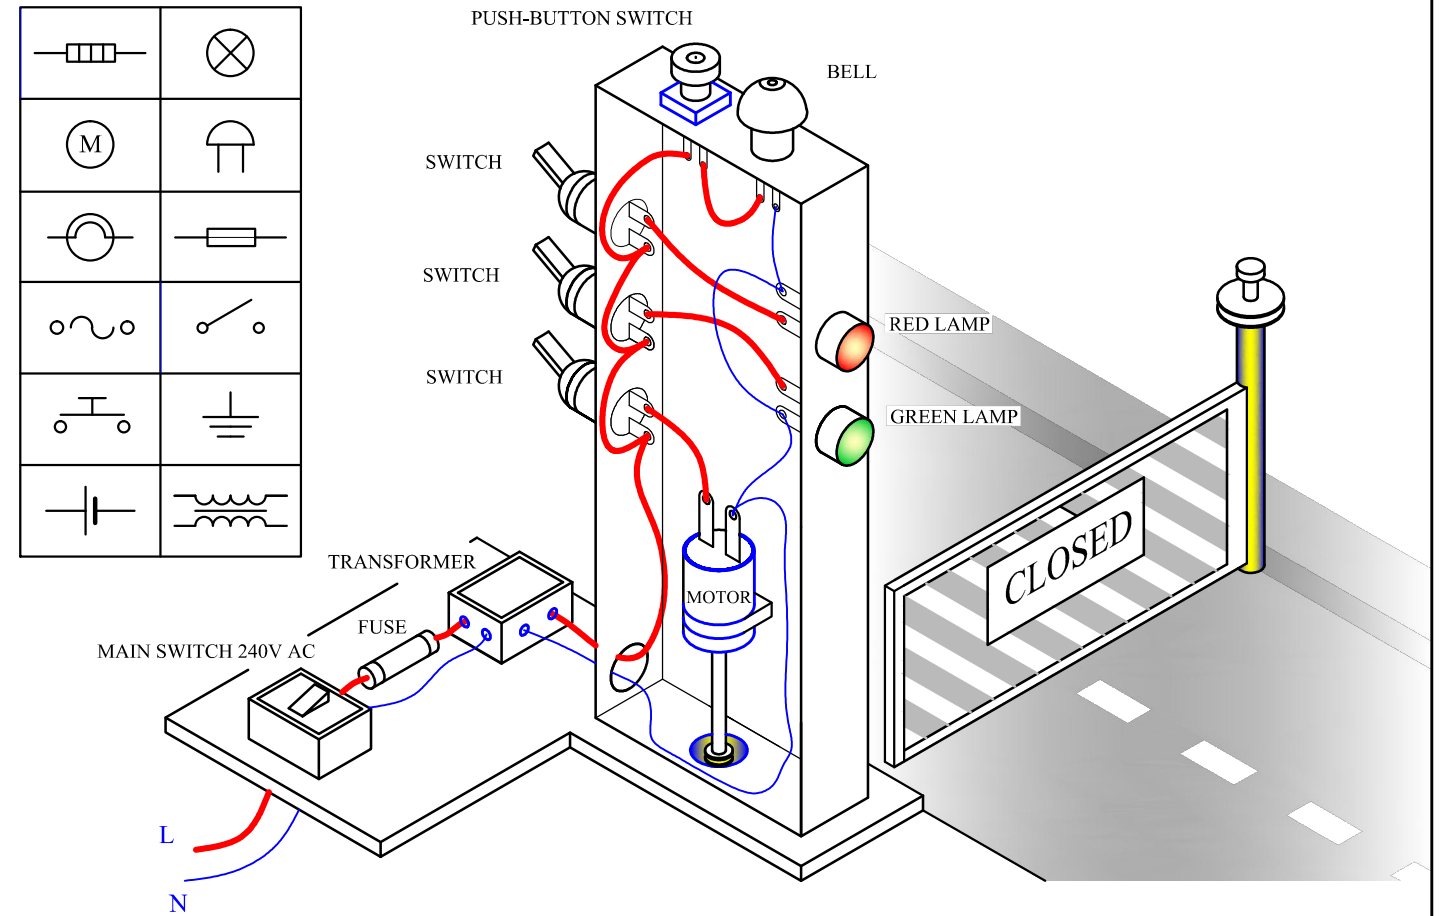 PUSH-BUTTON SWITCH
BELL
M
SWITCH
SWITCH
RED LAMP
SWITCH
GREEN LAMP
CLOSED
TRANSFORMER
MOTOR
FUSE
MAIN SWITCH 240V AC
L
N